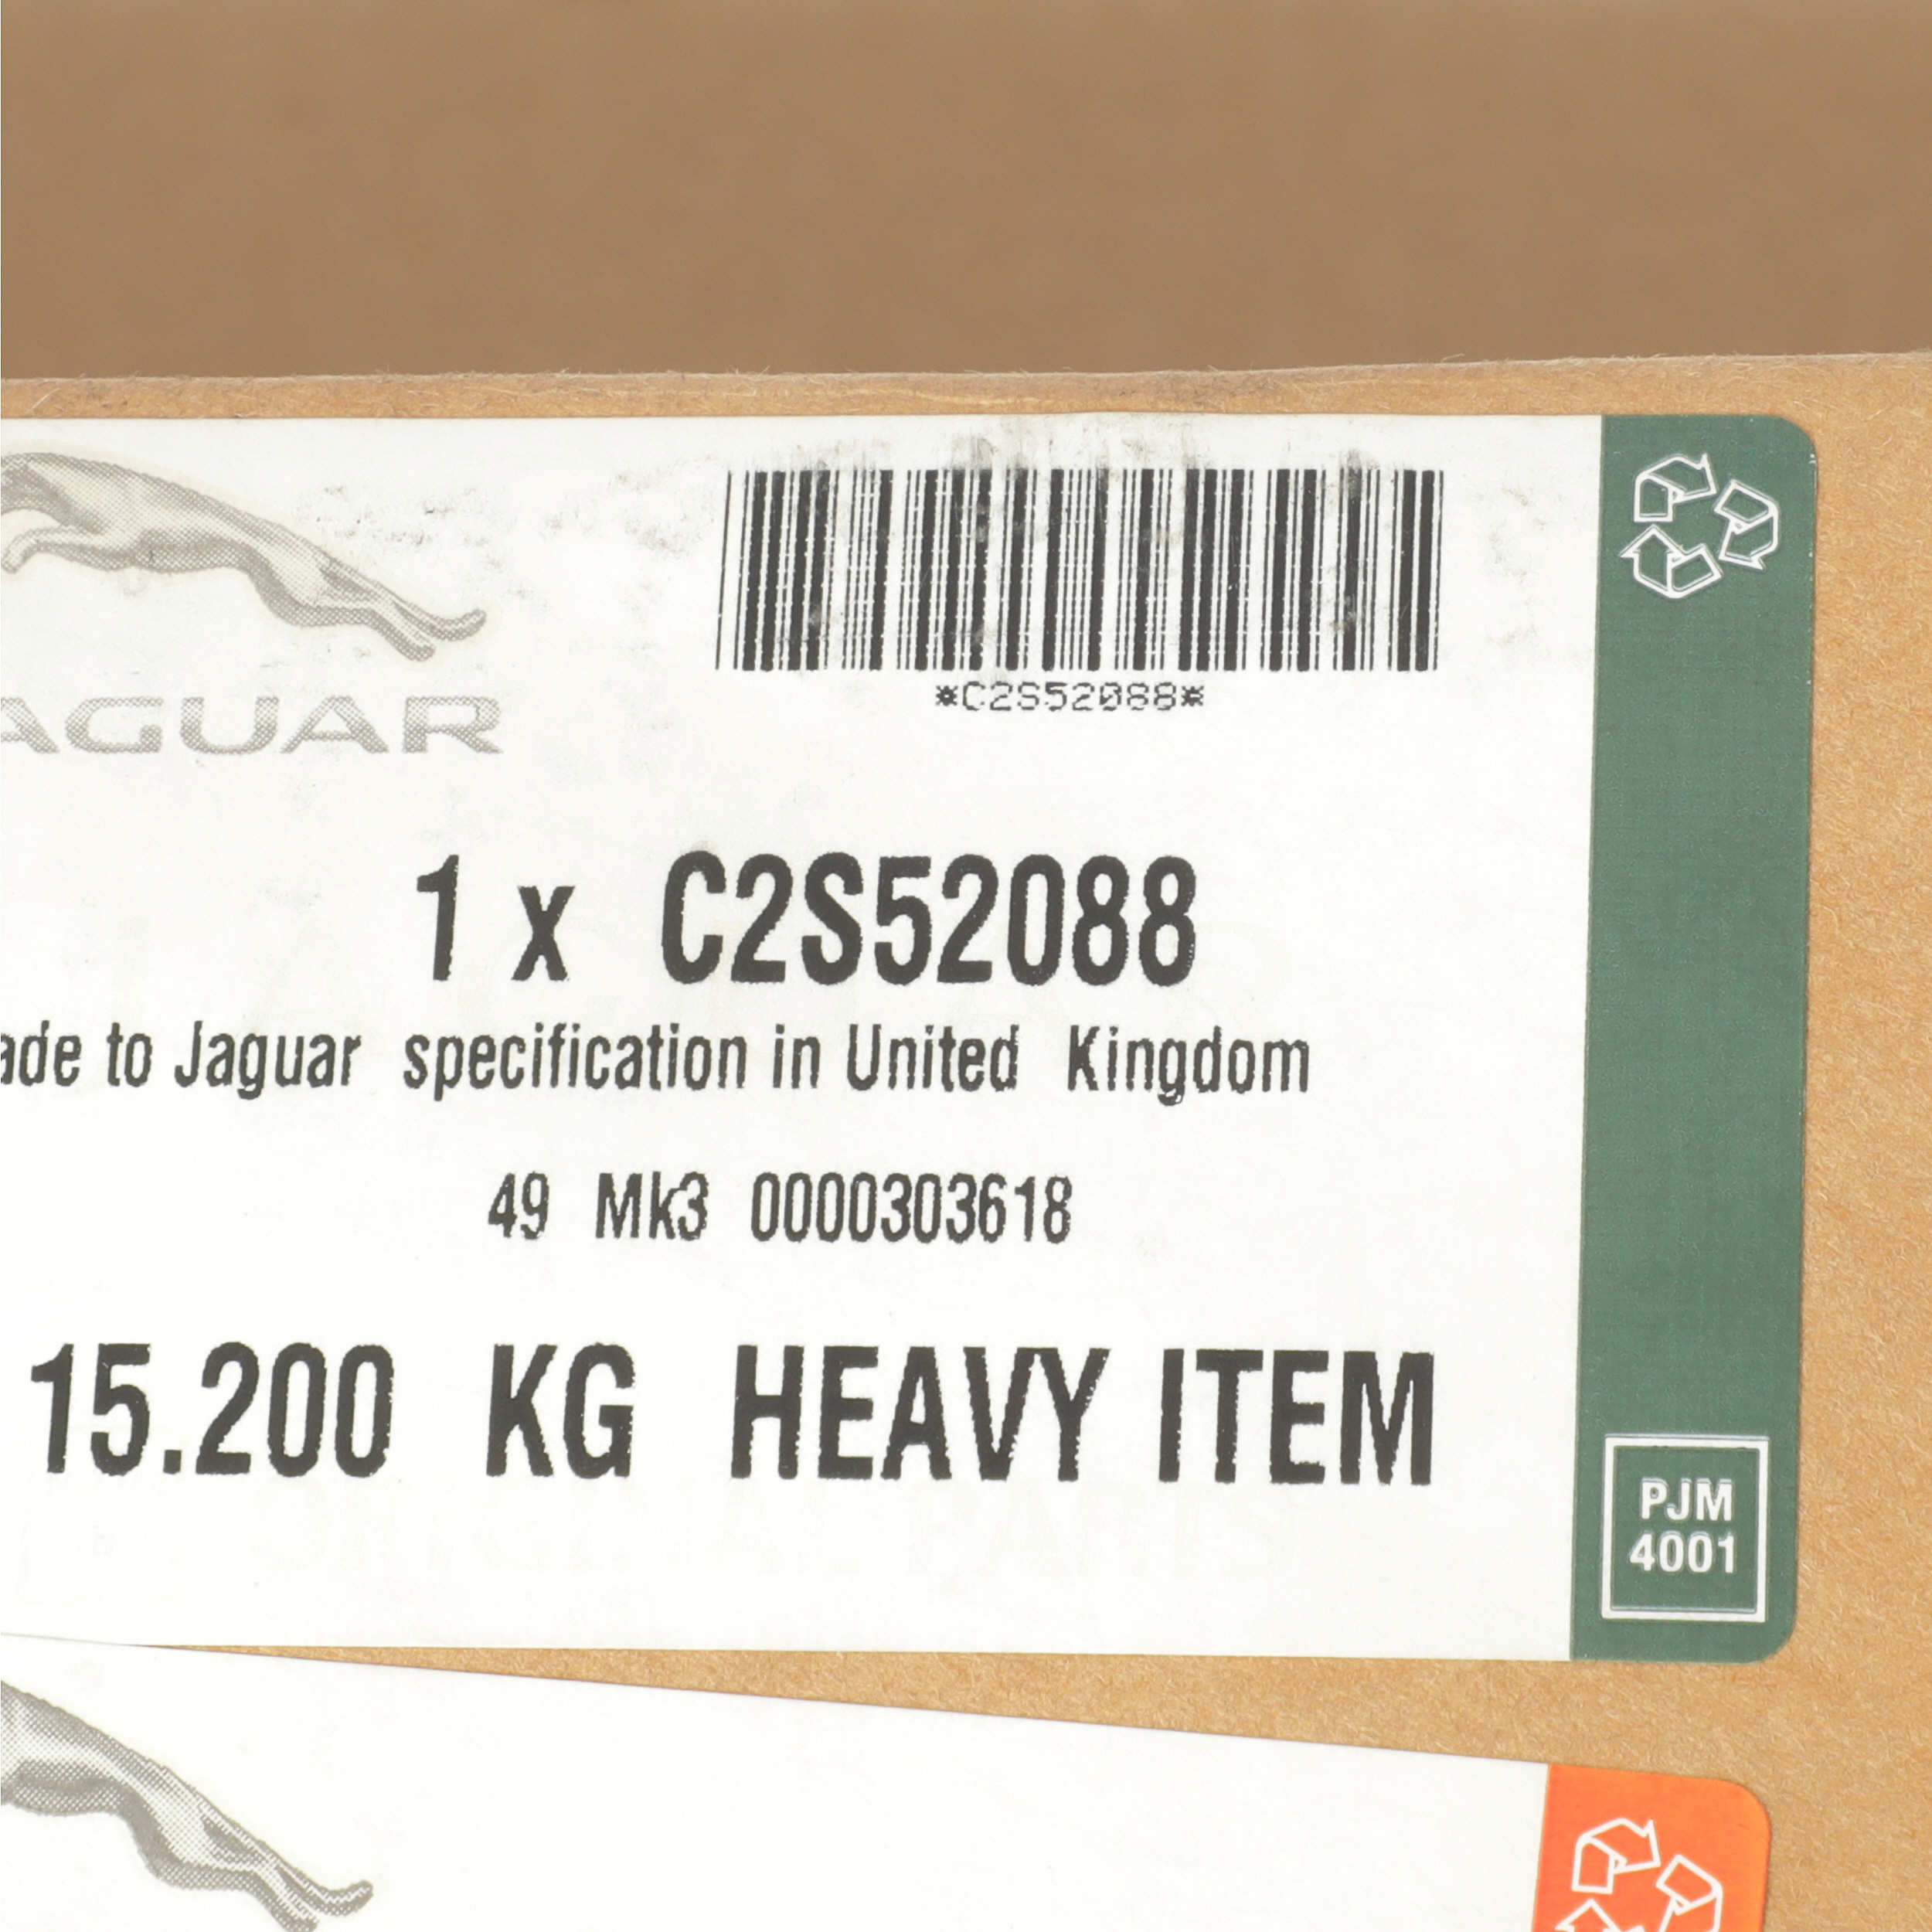 AGUAR
*C2S52088*
1 x C2S52088
ade to Jaguar specification in United Kingdom
49 Mk3 0000303618
15.200 KG HEAVY ITEM
PJM
4001